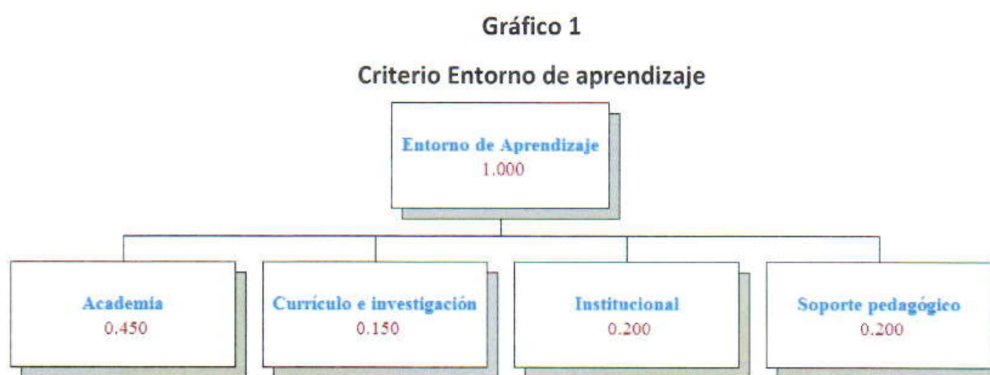 Gráfico 1
Criterio Entorno de aprendizaje
Entorno de Aprendizaje
1.000
Academia
0.450
Currículo e investigación
0.150
Institucional
0.200
Soporte pedagógico
0.200